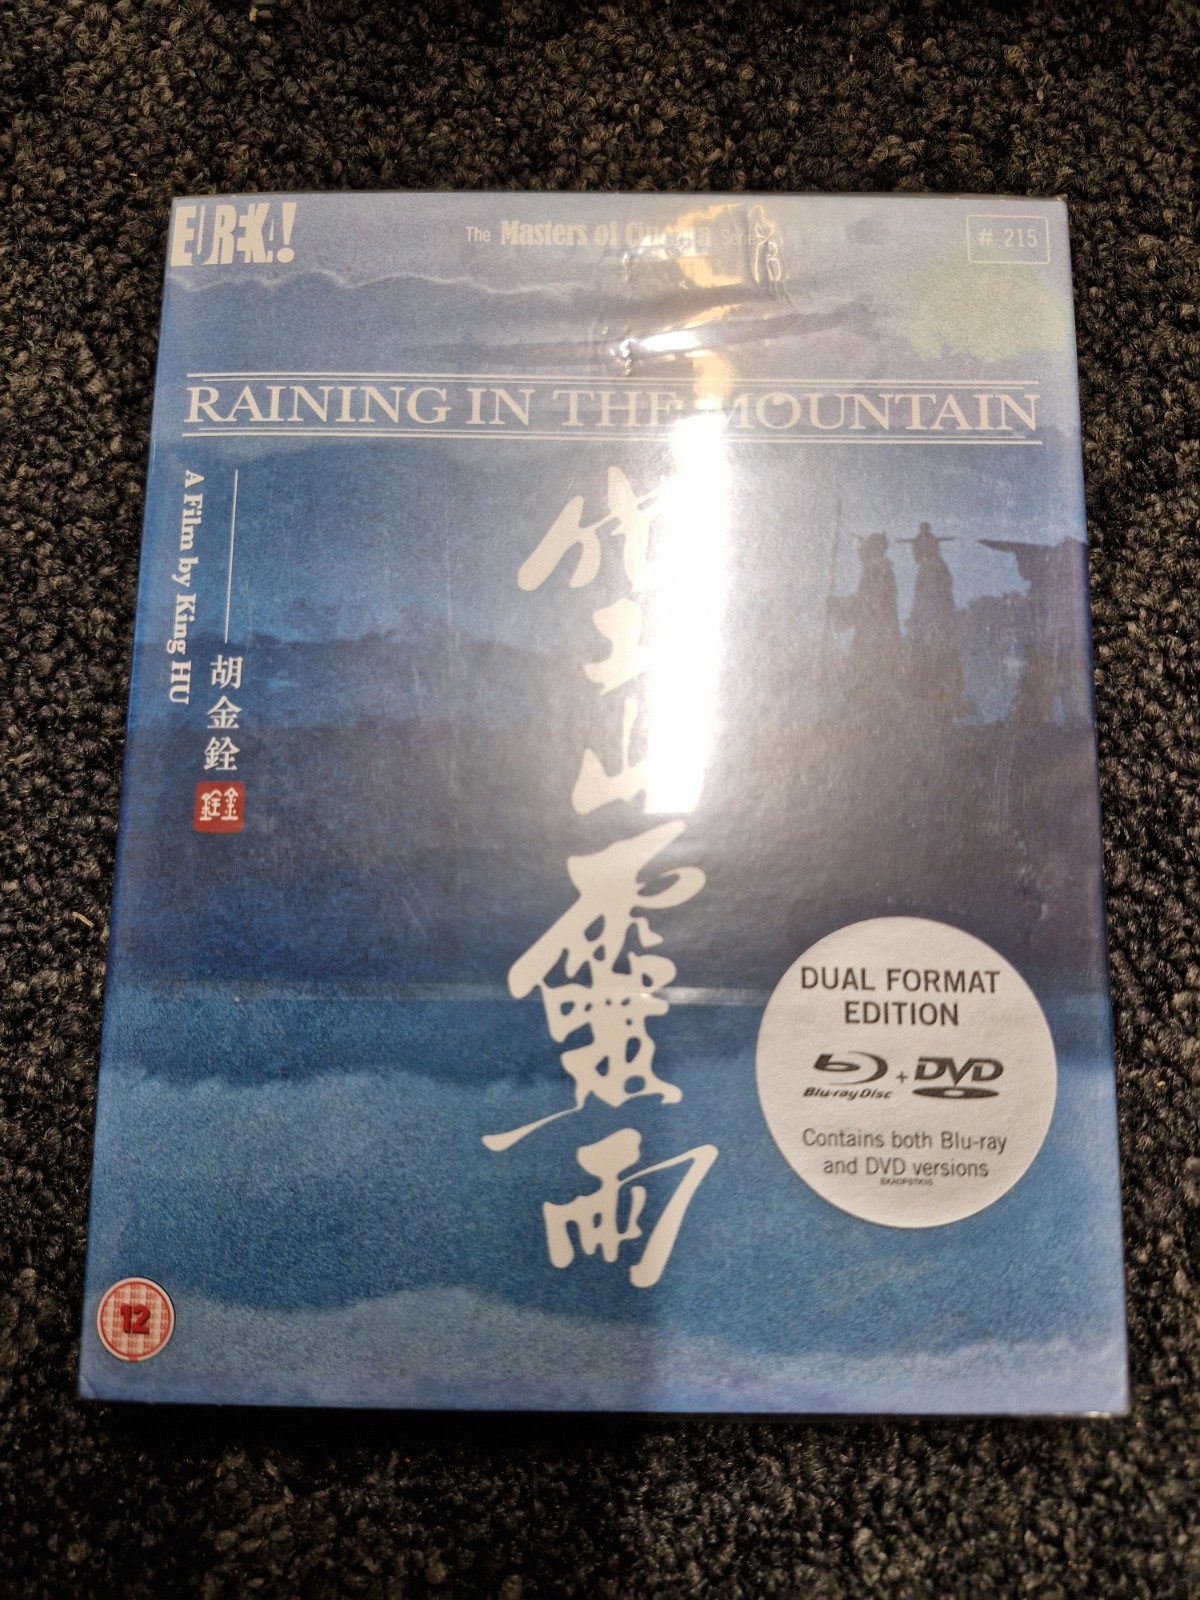 EUREKA!
The Masters of Cinema Series
# 215
RAINING IN THE MOUNTAIN
A Film by King HU
胡金銓
空山靈雨
DUAL FORMAT
EDITION
Blu-ray Disc + DVD
Contains both Blu-ray
and DVD versions
12